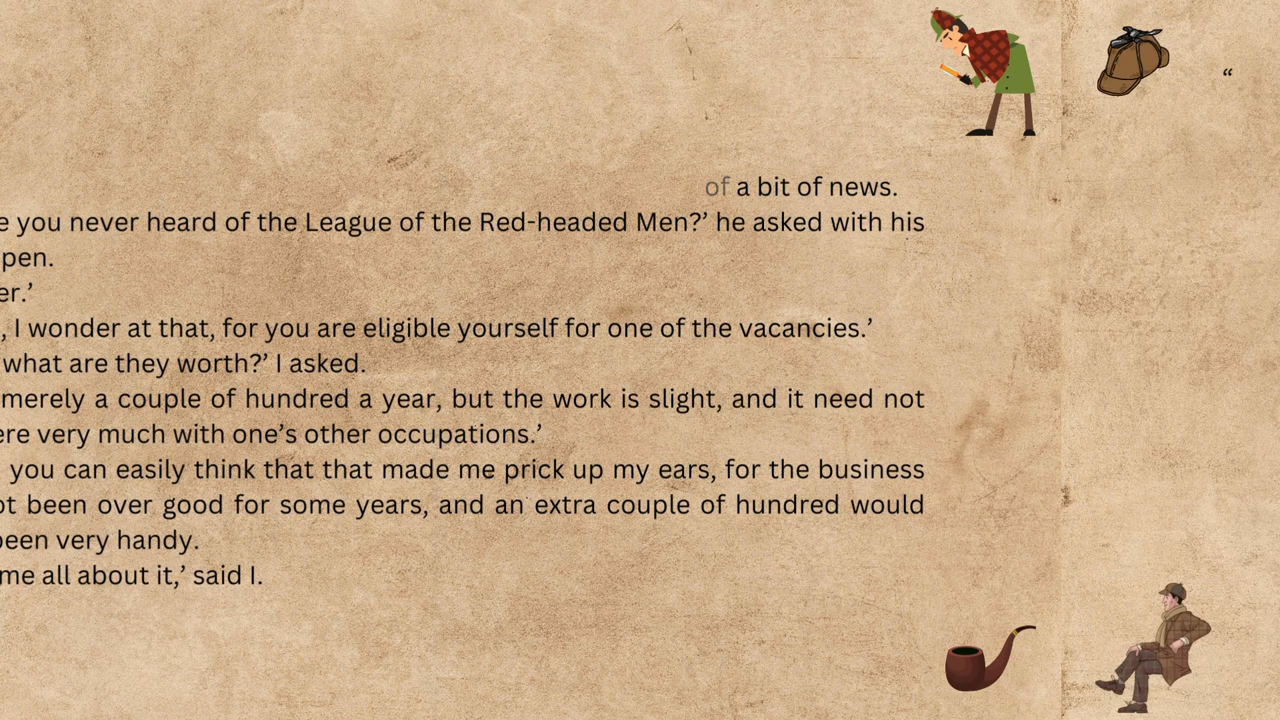 of a bit of news.
you never heard of the League of the Red-headed Men?’ he asked with his
, I wonder at that, for you are eligible yourself for one of the vacancies.’
what are they worth?’ I asked.
merely a couple of hundred a year, but the work is slight, and it need not
very much with one’s other occupations.’
you can easily think that that made me prick up my ears, for the business
been over good for some years, and an extra couple of hundred would
been very handy.
me all about it,’ said I.
“